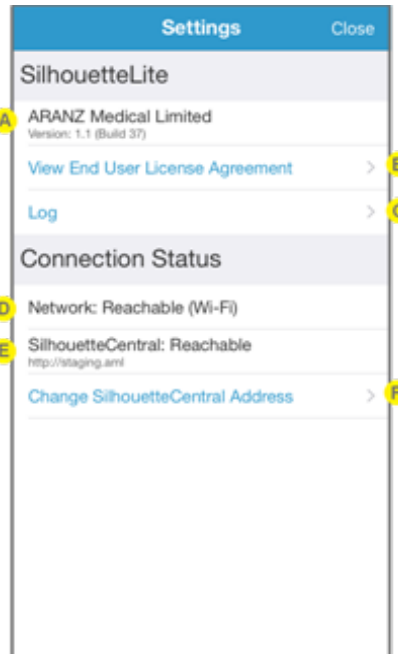 Settings
Close
SilhouetteLite
A
ARANZ Medical Limited
Version: 1.1 (Build 37)
View End User License Agreement
Log
Connection Status
D
Network: Reachable (Wi-Fi)
E
SilhouetteCentral: Reachable
http://staging.aml
Change SilhouetteCentral Address
F